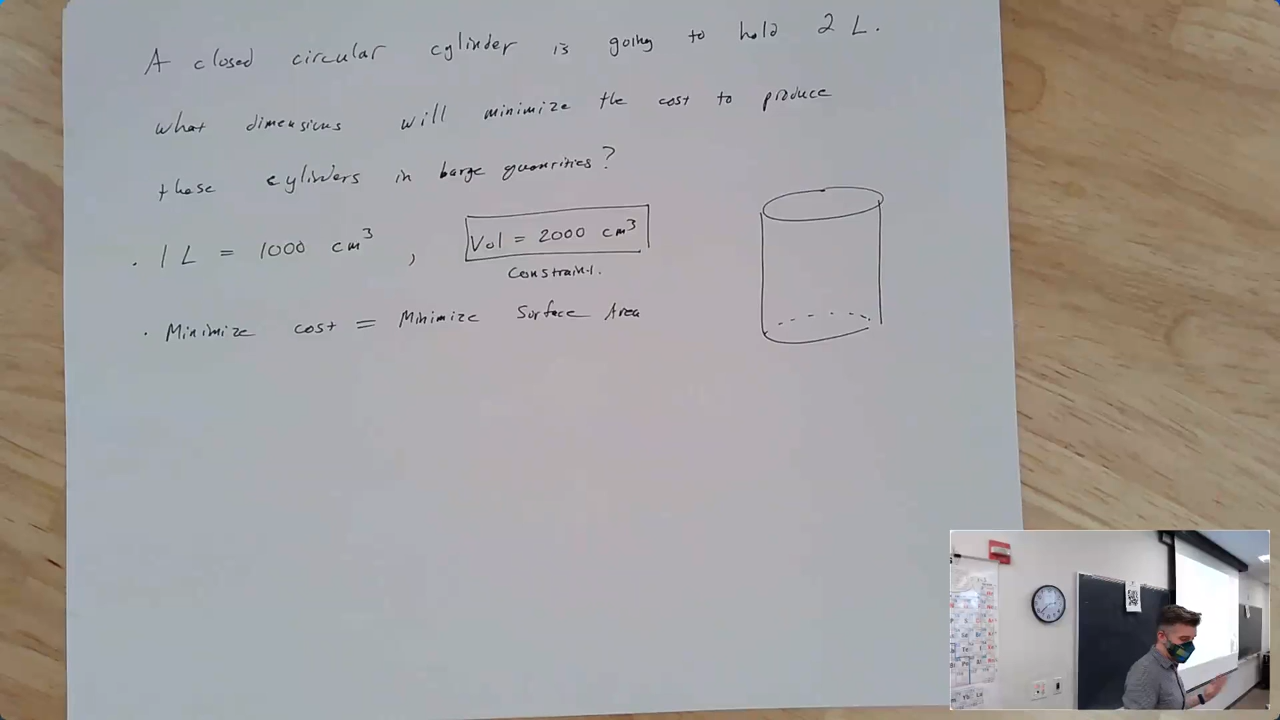 A closed circular cylinder is going to hold 2 L.
what dimensions will minimize the cost to produce
these cylinders in large quantities?
· 1 L = 1000 cm³ , Vol = 2000 cm³
Constraint.
· Minimize cost = Minimize Surface Area